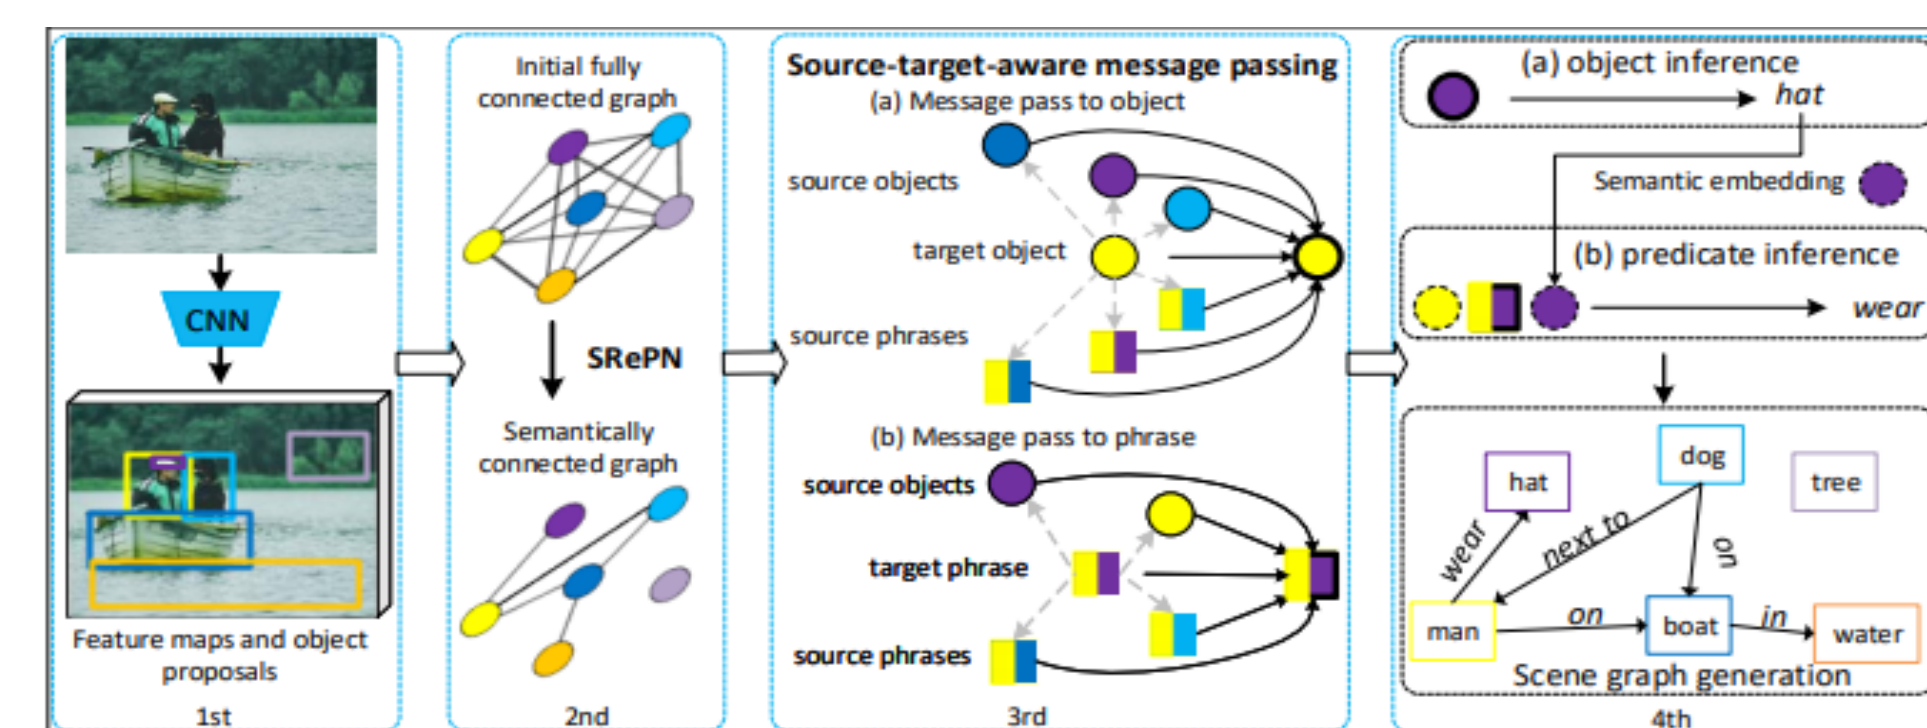 CNN
Feature maps and object
proposals
1st
Initial fully
connected graph
SRePN
Semantically
connected graph
2nd
Source-target-aware message passing
(a) Message pass to object
source objects
target object
source phrases
(b) Message pass to phrase
source objects
target phrase
source phrases
3rd
(a) object inference
hat
Semantic embedding
(b) predicate inference
wear
dog
hat
tree
wear
next to
on
man
on
boat
in
water
Scene graph generation
4th